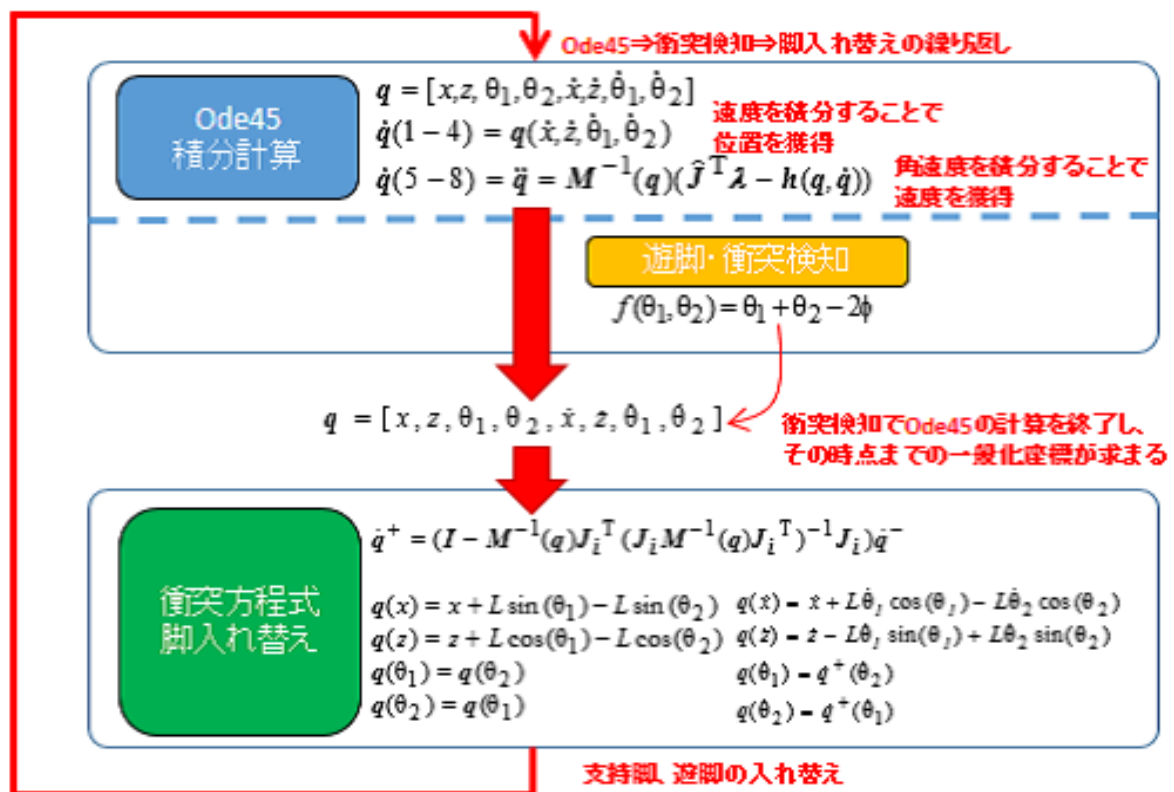 Ode45⇒衝突検知⇒脚入れ替えの繰り返し
Ode45
積分計算
q = [x,z,θ₁,θ₂,ẋ,ż,θ̇₁,θ̇₂]
q̇(1−4) = q(ẋ,ż,θ̇₁,θ̇₂)
速度を積分することで
位置を獲得
q̇(5−8) = q̈ = M⁻¹(q)(Ĵᵀλ − h(q,q̇))
角速度を積分することで
速度を獲得
遊脚・衝突検知
f(θ₁,θ₂) = θ₁ + θ₂ − 2ϕ
q = [x, z, θ₁, θ₂, ẋ, ż, θ̇₁, θ̇₂]
衝突検知でOde45の計算を終了し、
その時点までの一般化座標が求まる
衝突方程式
脚入れ替え
q̇⁺ = (I − M⁻¹(q)Jᵢᵀ(JᵢM⁻¹(q)Jᵢᵀ)⁻¹Jᵢ)q̇⁻
q(x) = x + L sin(θ₁) − L sin(θ₂)
q(z) = z + L cos(θ₁) − L cos(θ₂)
q(θ₁) = q(θ₂)
q(θ₂) = q(θ₁)
q(ẋ) = ẋ + Lθ̇₁ cos(θ₁) − Lθ̇₂ cos(θ₂)
q(ż) = ż − Lθ̇₁ sin(θ₁) + Lθ̇₂ sin(θ₂)
q(θ̇₁) = q̇⁺(θ̇₂)
q(θ̇₂) = q̇⁺(θ̇₁)
支持脚、遊脚の入れ替え